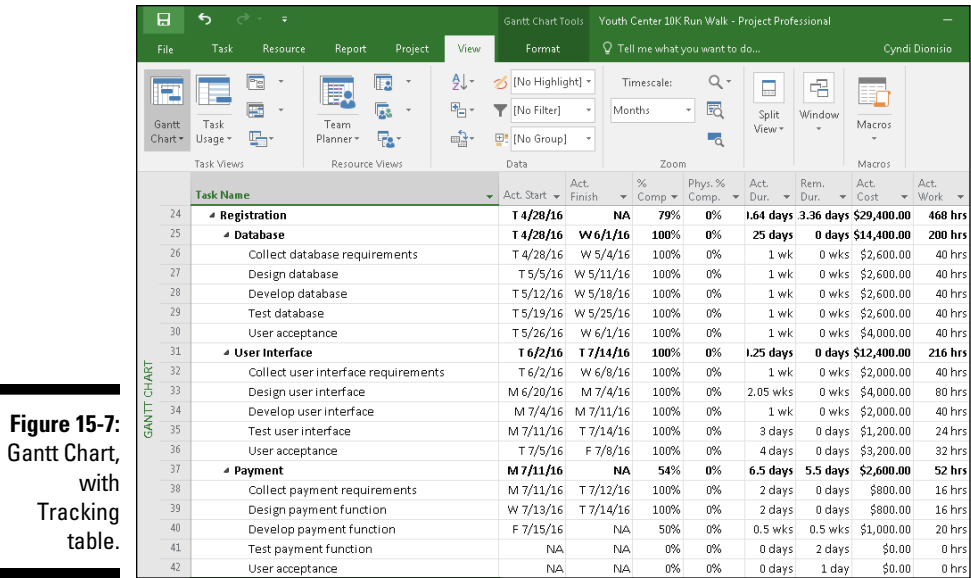 Gantt Chart Tools Youth Center 10K Run Walk - Project Professional
File Task Resource Report Project View Format Tell me what you want to do... Cyndi Dionisio
Gantt Chart
Task Usage
Task Views
Team Planner
Resource Views
[No Highlight]
[No Filter]
[No Group]
Data
Timescale:
Months
Zoom
Split View
Window
Macros
Macros
Task Name Act. Start Act. Finish % Comp Phys. % Comp. Act. Dur. Rem. Dur. Act. Cost Act. Work
24 Registration T 4/28/16 NA 79% 0% .64 days 3.36 days $29,400.00 468 hrs
25 Database T 4/28/16 W 6/1/16 100% 0% 25 days 0 days $14,400.00 200 hrs
26 Collect database requirements T 4/28/16 W 5/4/16 100% 0% 1 wk 0 wks $2,600.00 40 hrs
27 Design database T 5/5/16 W 5/11/16 100% 0% 1 wk 0 wks $2,600.00 40 hrs
28 Develop database T 5/12/16 W 5/18/16 100% 0% 1 wk 0 wks $2,600.00 40 hrs
29 Test database T 5/19/16 W 5/25/16 100% 0% 1 wk 0 wks $2,600.00 40 hrs
30 User acceptance T 5/26/16 W 6/1/16 100% 0% 1 wk 0 wks $4,000.00 40 hrs
31 User Interface T 6/2/16 T 7/14/16 100% 0% .25 days 0 days $12,400.00 216 hrs
32 Collect user interface requirements T 6/2/16 W 6/8/16 100% 0% 1 wk 0 wks $2,000.00 40 hrs
33 Design user interface M 6/20/16 M 7/4/16 100% 0% 2.05 wks 0 wks $4,000.00 80 hrs
34 Develop user interface M 7/4/16 M 7/11/16 100% 0% 1 wk 0 wks $2,000.00 40 hrs
35 Test user interface M 7/11/16 T 7/14/16 100% 0% 3 days 0 days $1,200.00 24 hrs
36 User acceptance T 7/5/16 F 7/8/16 100% 0% 4 days 0 days $3,200.00 32 hrs
37 Payment M 7/11/16 NA 54% 0% 6.5 days 5.5 days $2,600.00 52 hrs
38 Collect payment requirements M 7/11/16 T 7/12/16 100% 0% 2 days 0 days $800.00 16 hrs
39 Design payment function W 7/13/16 T 7/14/16 100% 0% 2 days 0 days $800.00 16 hrs
40 Develop payment function F 7/15/16 NA 50% 0% 0.5 wks 0.5 wks $1,000.00 20 hrs
41 Test payment function NA NA 0% 0% 0 days 2 days $0.00 0 hrs
42 User acceptance NA NA 0% 0% 0 days 1 day $0.00 0 hrs
GANTT CHART
Figure 15-7:
Gantt Chart,
with
Tracking
table.